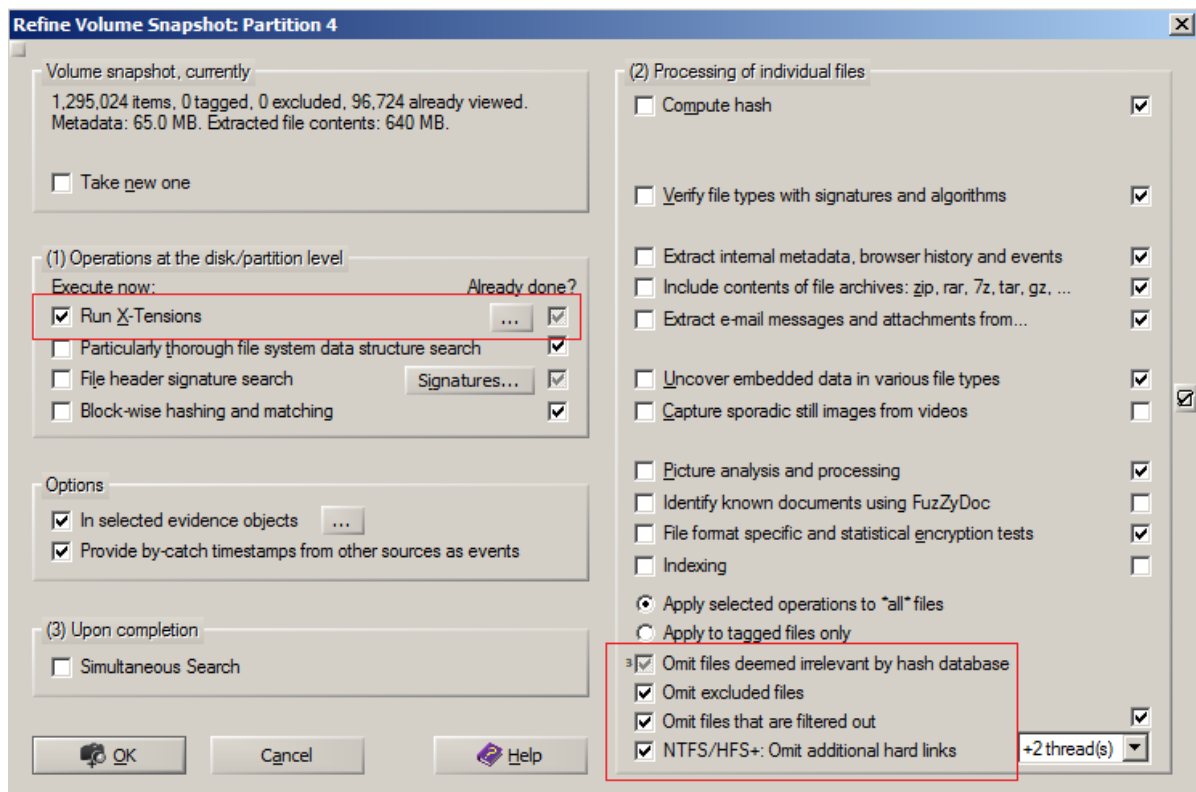 Refine Volume Snapshot: Partition 4
Volume snapshot, currently
1,295,024 items, 0 tagged, 0 excluded, 96,724 already viewed.
Metadata: 65.0 MB. Extracted file contents: 640 MB.
Take new one
(1) Operations at the disk/partition level
Execute now: Already done?
Run X-Tensions ...
Particularly thorough file system data structure search
File header signature search Signatures...
Block-wise hashing and matching
Options
In selected evidence objects ...
Provide by-catch timestamps from other sources as events
(3) Upon completion
Simultaneous Search
OK Cancel Help
(2) Processing of individual files
Compute hash
Verify file types with signatures and algorithms
Extract internal metadata, browser history and events
Include contents of file archives: zip, rar, 7z, tar, gz, ...
Extract e-mail messages and attachments from...
Uncover embedded data in various file types
Capture sporadic still images from videos
Picture analysis and processing
Identify known documents using FuzZyDoc
File format specific and statistical encryption tests
Indexing
Apply selected operations to *all* files
Apply to tagged files only
3 Omit files deemed irrelevant by hash database
Omit excluded files
Omit files that are filtered out
NTFS/HFS+: Omit additional hard links +2 thread(s)